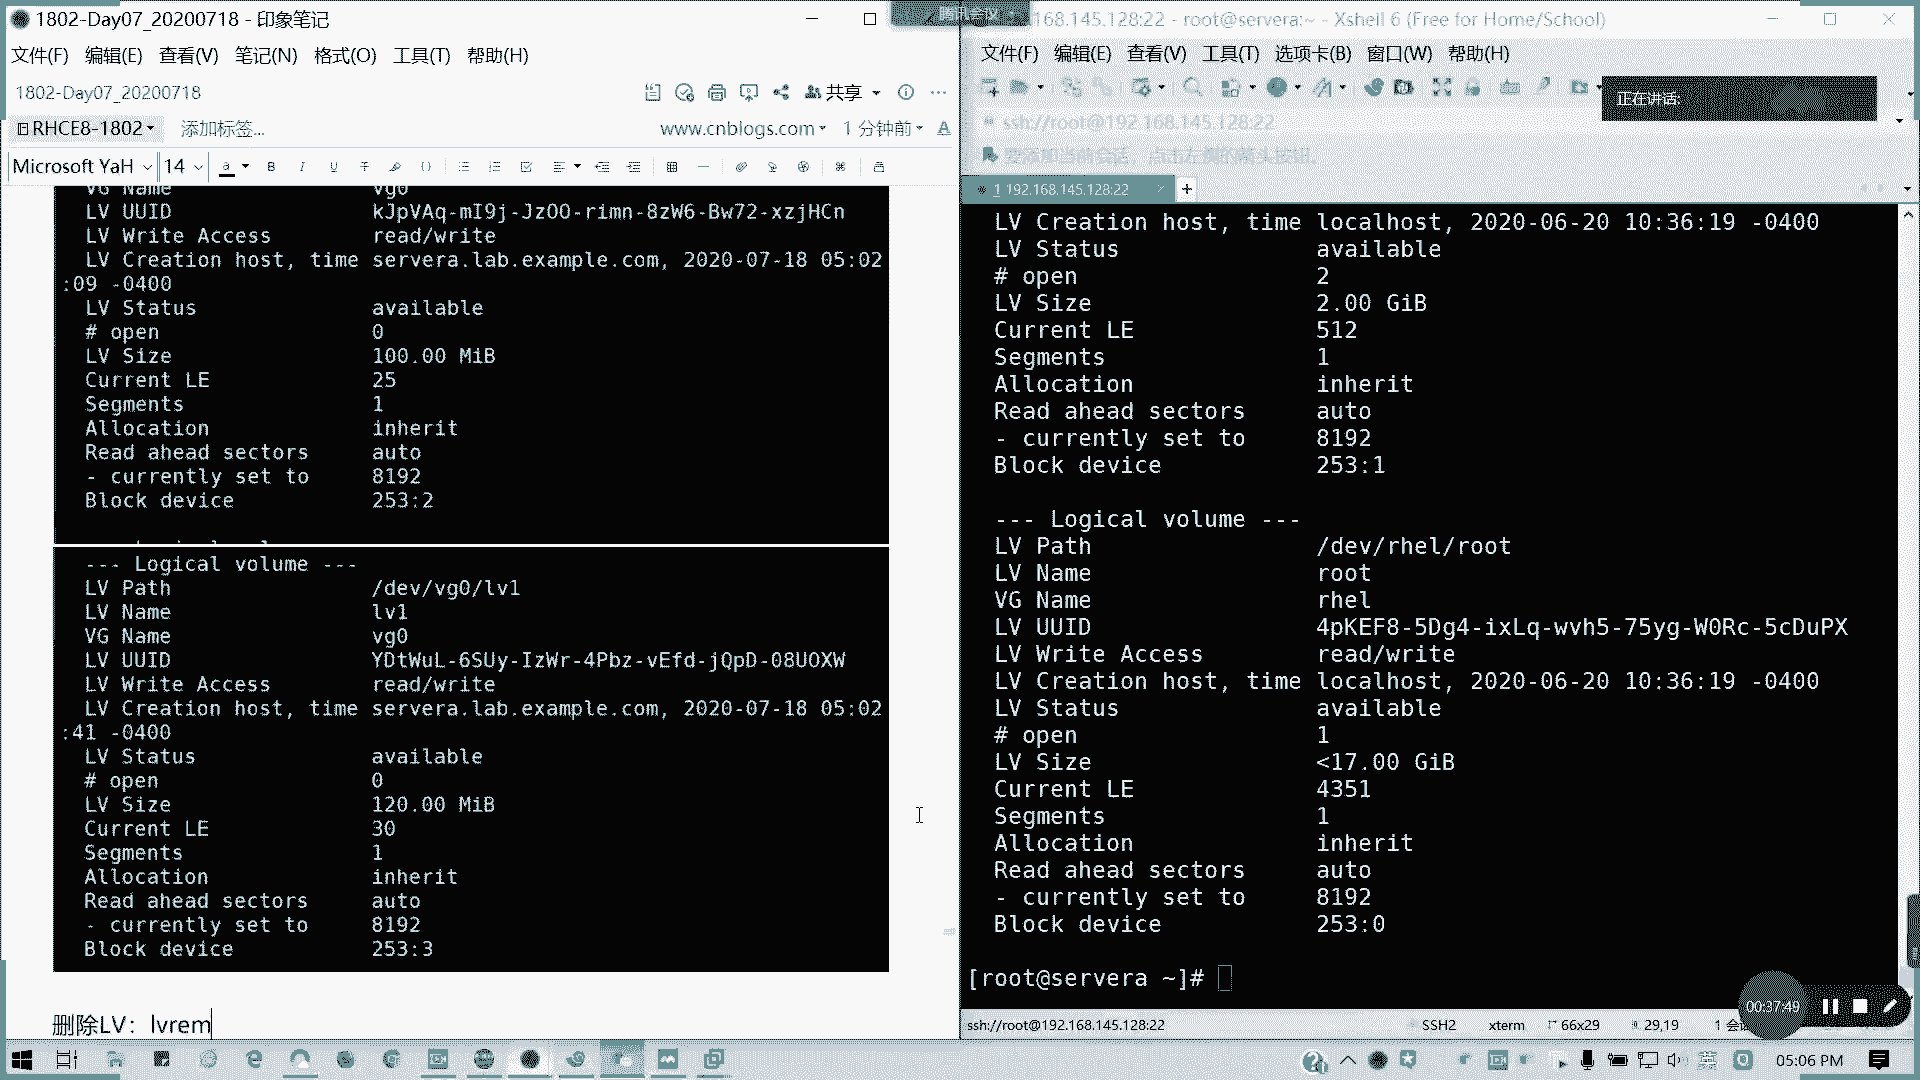 1802-Day07_20200718 - 印象笔记
文件(F) 编辑(E) 查看(V) 笔记(N) 格式(O) 工具(T) 帮助(H)
1802-Day07_20200718
共享
RHCE8-1802
添加标签...
www.cnblogs.com
1 分钟前
Microsoft YaH
14
VG Name vg0
LV UUID kJpVAq-mI9j-JzOO-rimn-8zW6-Bw72-xzjHCn
LV Write Access read/write
LV Creation host, time servera.lab.example.com, 2020-07-18 05:02
:09 -0400
LV Status available
# open 0
LV Size 100.00 MiB
Current LE 25
Segments 1
Allocation inherit
Read ahead sectors auto
- currently set to 8192
Block device 253:2
--- Logical volume ---
LV Path /dev/vg0/lv1
LV Name lv1
VG Name vg0
LV UUID YDtWuL-6SUy-IzWr-4Pbz-vEfd-jQpD-08UOXW
LV Write Access read/write
LV Creation host, time servera.lab.example.com, 2020-07-18 05:02
:41 -0400
LV Status available
# open 0
LV Size 120.00 MiB
Current LE 30
Segments 1
Allocation inherit
Read ahead sectors auto
- currently set to 8192
Block device 253:3
删除LV：lvrem
腾讯会议
168.145.128:22 - root@servera:~ - Xshell 6 (Free for Home/School)
文件(F) 编辑(E) 查看(V) 工具(T) 选项卡(B) 窗口(W) 帮助(H)
正在讲话:
ssh://root@192.168.145.128:22
要添加当前会话，点击左侧的箭头按钮。
1 192.168.145.128:22
LV Creation host, time localhost, 2020-06-20 10:36:19 -0400
LV Status available
# open 2
LV Size 2.00 GiB
Current LE 512
Segments 1
Allocation inherit
Read ahead sectors auto
- currently set to 8192
Block device 253:1
--- Logical volume ---
LV Path /dev/rhel/root
LV Name root
VG Name rhel
LV UUID 4pKEF8-5Dg4-ixLq-wvh5-75yg-W0Rc-5cDuPX
LV Write Access read/write
LV Creation host, time localhost, 2020-06-20 10:36:19 -0400
LV Status available
# open 1
LV Size <17.00 GiB
Current LE 4351
Segments 1
Allocation inherit
Read ahead sectors auto
- currently set to 8192
Block device 253:0
[root@servera ~]#
00:37:49
ssh://root@192.168.145.128:22
SSH2
xterm
66x29
29,19
1 会
英
05:06 PM